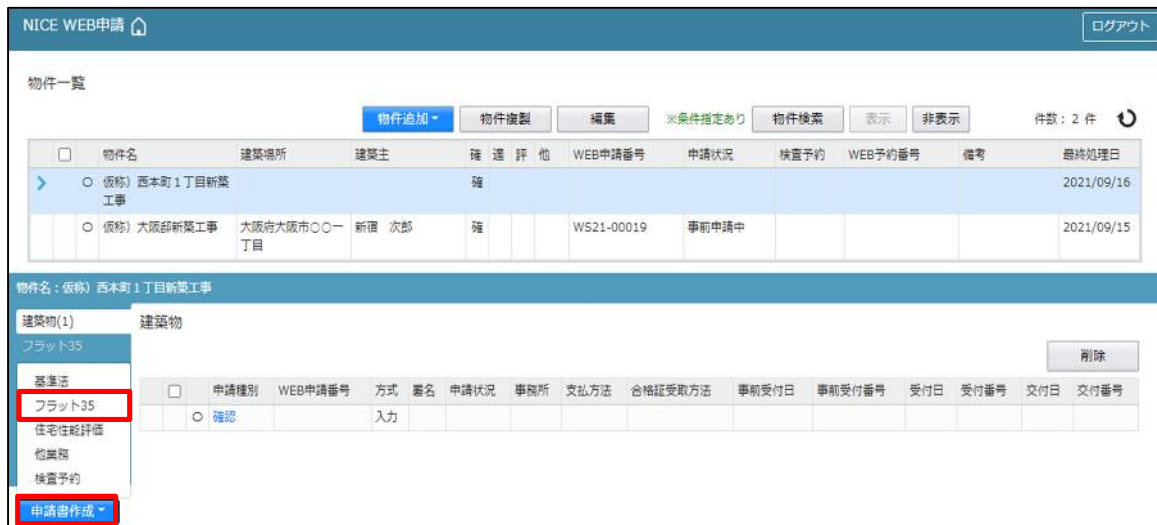 NICE WEB申請 ログアウト
物件一覧
物件追加 物件複製 編集 ※条件指定あり 物件検索 表示 非表示 件数：2 件
物件名 建築場所 建築主 確 適 評 他 WEB申請番号 申請状況 検査予約 WEB予約番号 備考 最終処理日
仮称）西本町１丁目新築 確 2021/09/16
工事
仮称）大阪邸新築工事 大阪府大阪市〇〇一 新宿 次郎 確 WS21-00019 事前申請中 2021/09/15
丁目
物件名：仮称）西本町１丁目新築工事
建築物(1) 建築物
フラット35
削除
基準法
申請種別 WEB申請番号 方式 署名 申請状況 事務所 支払方法 合格証受取方法 事前受付日 事前受付番号 受付日 受付番号 交付日 交付番号
フラット35
確認 入力
住宅性能評価
他業務
検査予約
申請書作成